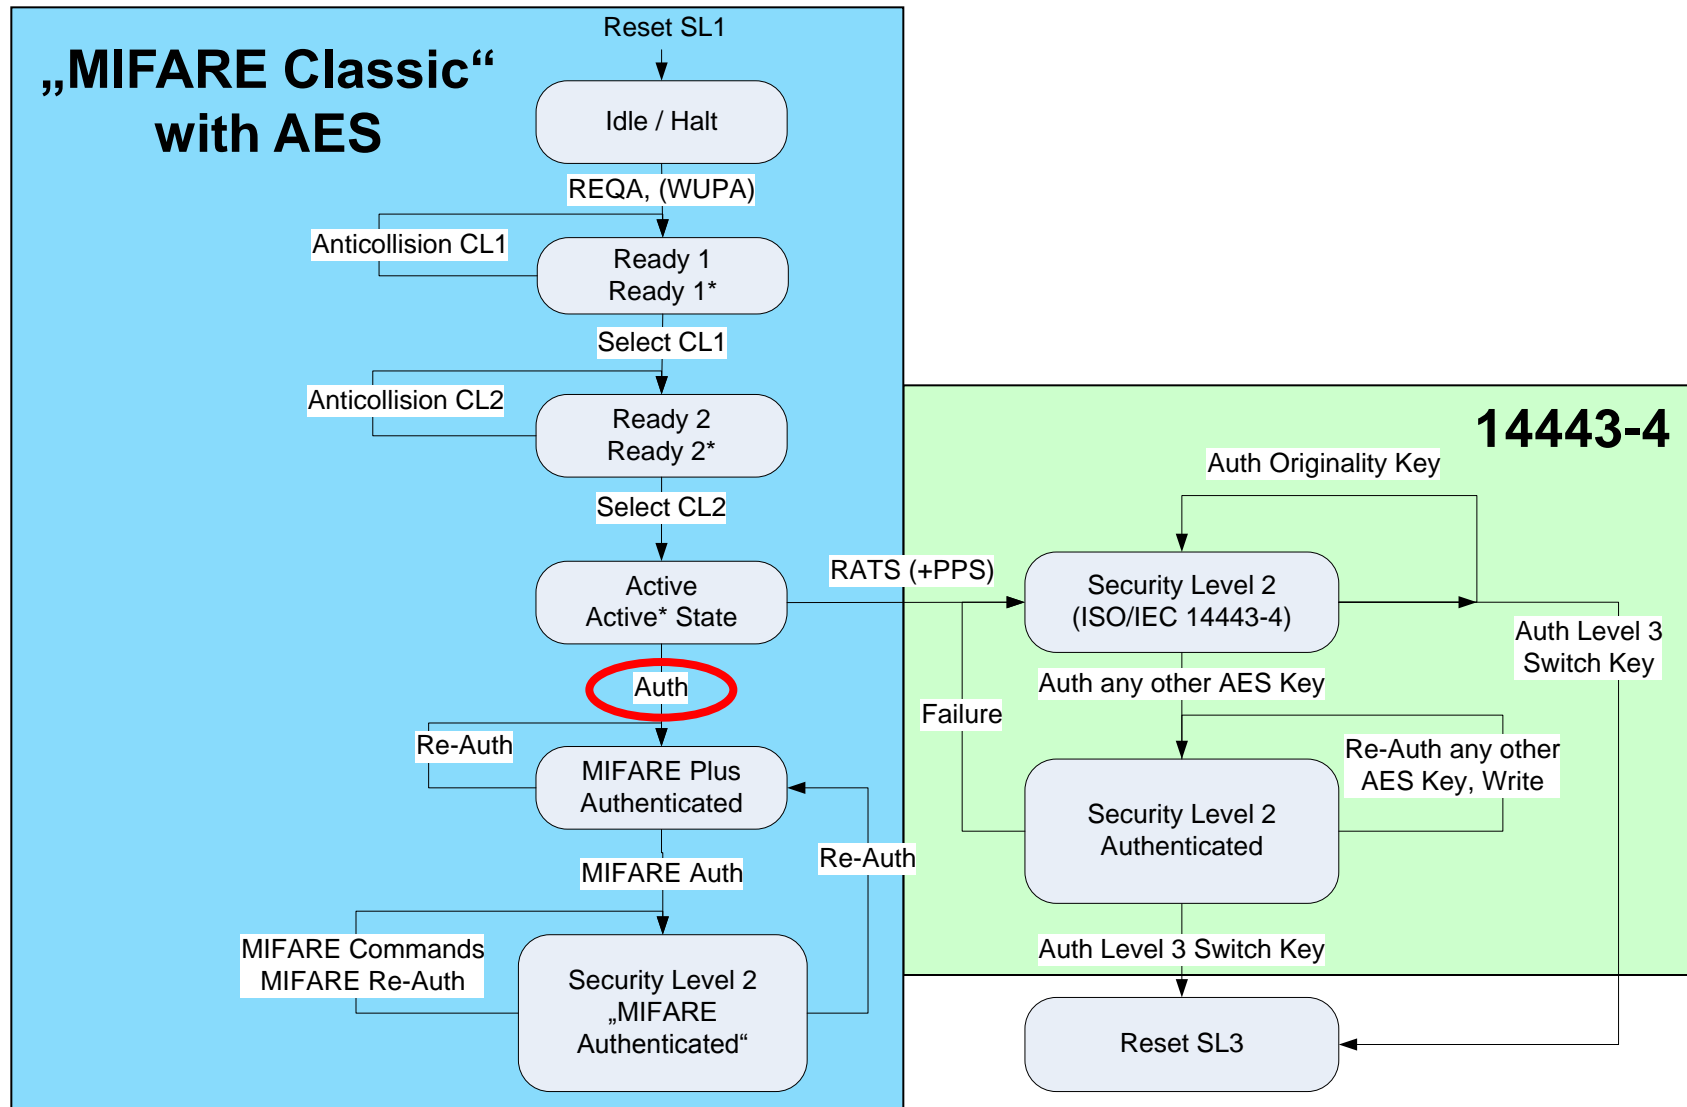 „MIFARE Classic“
with AES
Reset SL1
Idle / Halt
REQA, (WUPA)
Anticollision CL1
Ready 1
Ready 1*
Select CL1
Anticollision CL2
Ready 2
Ready 2*
Select CL2
Active
Active* State
Auth
Re-Auth
MIFARE Plus
Authenticated
MIFARE Auth
Re-Auth
MIFARE Commands
MIFARE Re-Auth
Security Level 2
„MIFARE
Authenticated“
14443-4
Auth Originality Key
RATS (+PPS)
Security Level 2
(ISO/IEC 14443-4)
Auth Level 3
Switch Key
Auth any other AES Key
Failure
Re-Auth any other
AES Key, Write
Security Level 2
Authenticated
Auth Level 3 Switch Key
Reset SL3